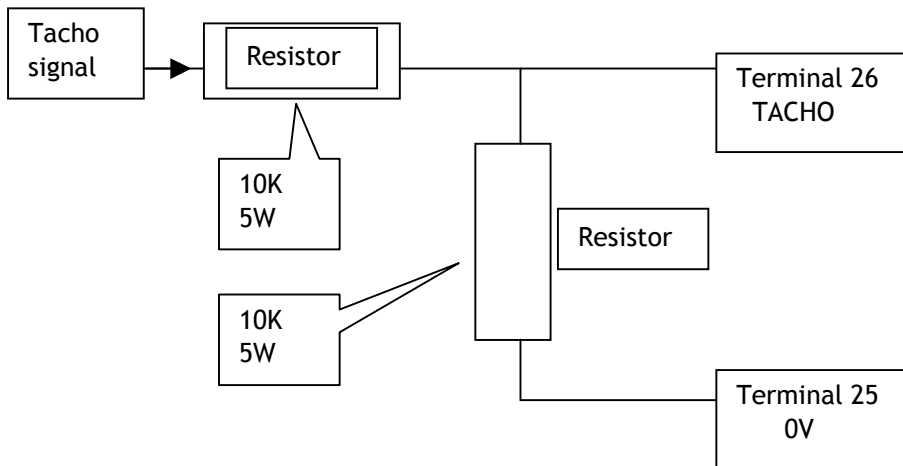 Tacho
signal
Resistor
Terminal 26
TACHO
10K
5W
Resistor
10K
5W
Terminal 25
0V